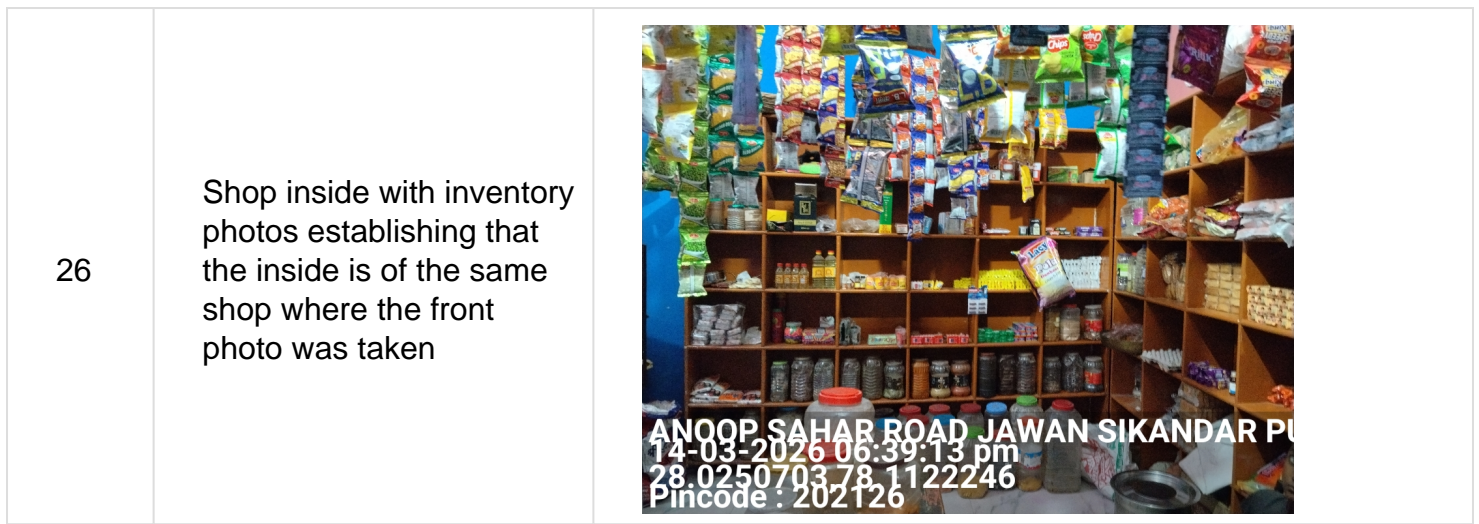 26
Shop inside with inventory
photos establishing that
the inside is of the same
shop where the front
photo was taken
Chips
ANOOP SAHAR ROAD JAWAN SIKANDAR
14-03-2026 06:39:13 pm
28.0250703,78.1122246
Pincode : 202126